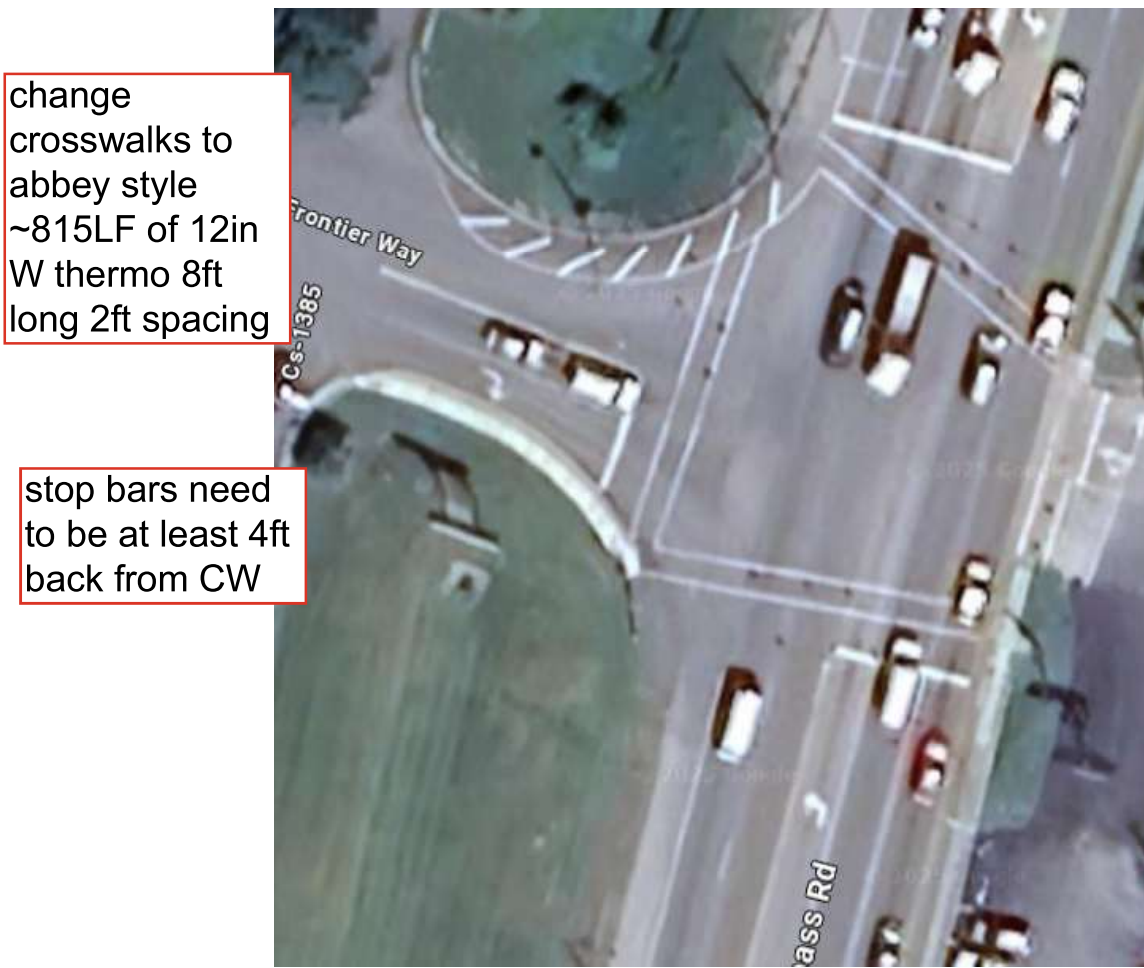 change
crosswalks to
abbey style
~815LF of 12in
W thermo 8ft
long 2ft spacing
Frontier Way
Cs-1385
stop bars need
to be at least 4ft
back from CW
ass Rd